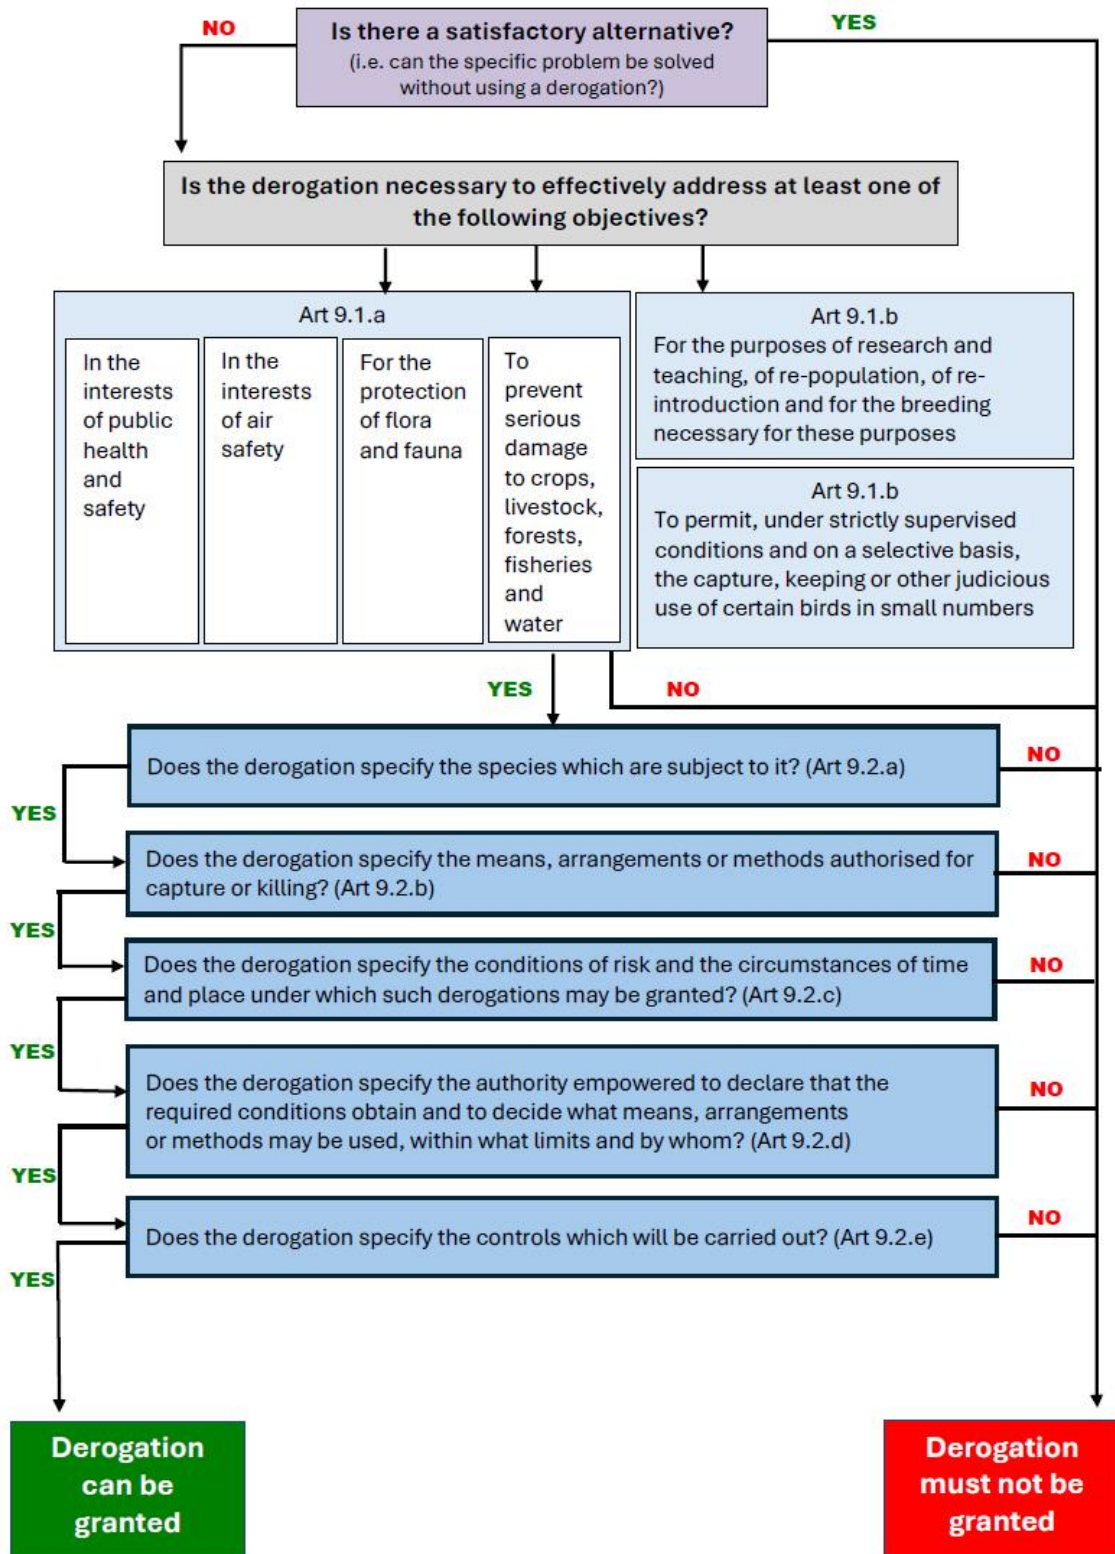 NO
Is there a satisfactory alternative?
YES
(i.e. can the specific problem be solved
without using a derogation?)
Is the derogation necessary to effectively address at least one of
the following objectives?
Art 9.1.a
In the
interests
of public
health
and
safety
In the
interests
of air
safety
For the
protection
of flora
and fauna
To
prevent
serious
damage
to crops,
livestock,
forests,
fisheries
and
water
Art 9.1.b
For the purposes of research and
teaching, of re-population, of re-
introduction and for the breeding
necessary for these purposes
Art 9.1.b
To permit, under strictly supervised
conditions and on a selective basis,
the capture, keeping or other judicious
use of certain birds in small numbers
YES
NO
Does the derogation specify the species which are subject to it? (Art 9.2.a)
NO
YES
Does the derogation specify the means, arrangements or methods authorised for
capture or killing? (Art 9.2.b)
NO
YES
Does the derogation specify the conditions of risk and the circumstances of time
and place under which such derogations may be granted? (Art 9.2.c)
NO
YES
Does the derogation specify the authority empowered to declare that the
required conditions obtain and to decide what means, arrangements
or methods may be used, within what limits and by whom? (Art 9.2.d)
NO
YES
Does the derogation specify the controls which will be carried out? (Art 9.2.e)
NO
YES
Derogation
can be
granted
Derogation
must not be
granted